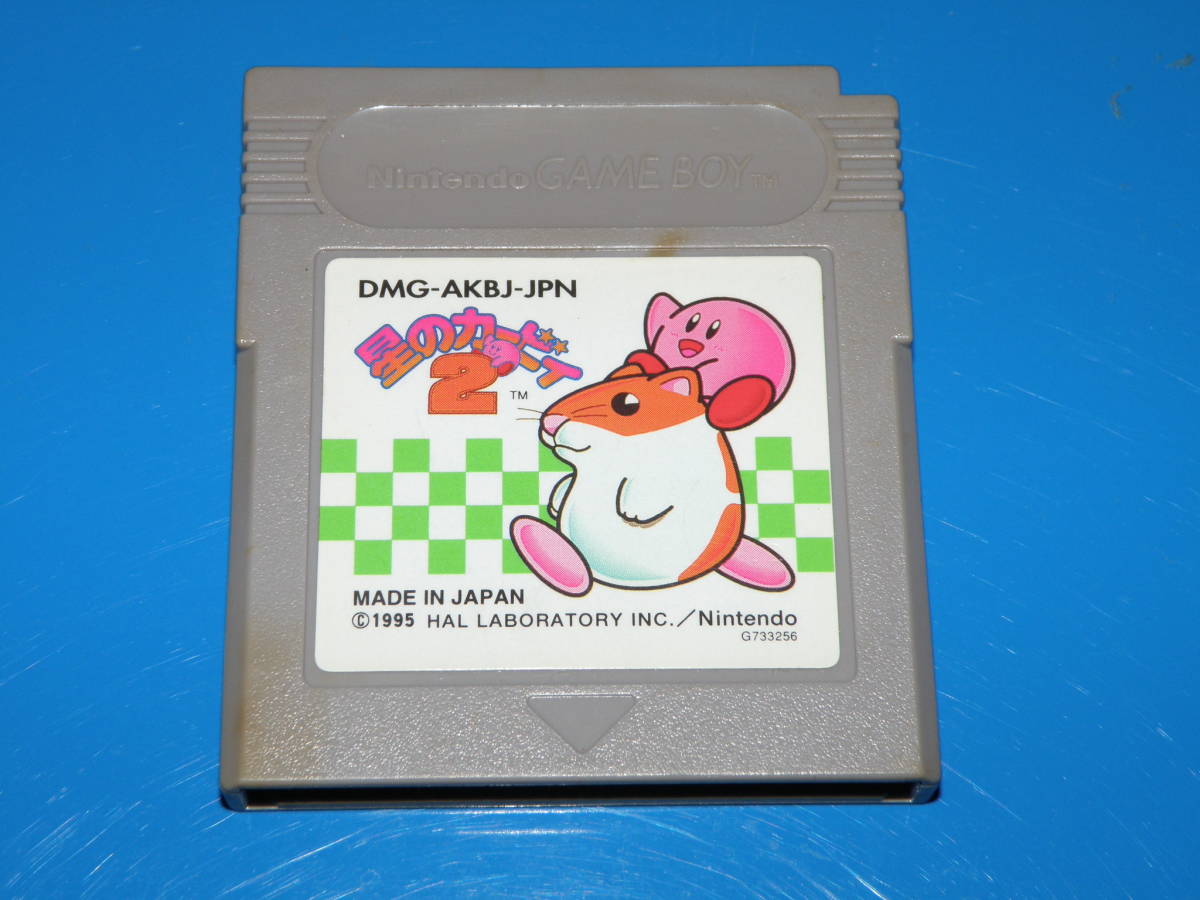 Nintendo GAME BOY TM
DMG-AKBJ-JPN
星のカービィ
2 TM
MADE IN JAPAN
©1995 HAL LABORATORY INC.／Nintendo
G733256